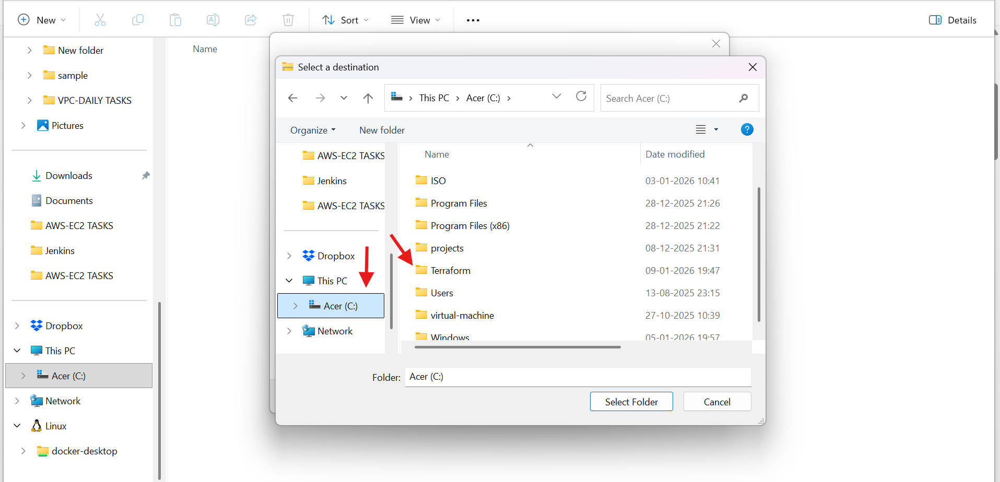 New
Sort
View
Details
New folder
sample
VPC-DAILY TASKS
Pictures
Downloads
Documents
AWS-EC2 TASKS
Jenkins
AWS-EC2 TASKS
Dropbox
This PC
Acer (C:)
Network
Linux
docker-desktop
Name
Select a destination
This PC
Acer (C:)
Search Acer (C:)
Organize
New folder
?
AWS-EC2 TASKS
Jenkins
AWS-EC2 TASKS
Dropbox
This PC
Acer (C:)
Network
Name Date modified
ISO 03-01-2026 10:41
Program Files 28-12-2025 21:26
Program Files (x86) 28-12-2025 21:22
projects 08-12-2025 21:31
Terraform 09-01-2026 19:47
Users 13-08-2025 23:15
virtual-machine 27-10-2025 10:39
Windows 05-01-2026 19:57
Folder: Acer (C:)
Select Folder
Cancel